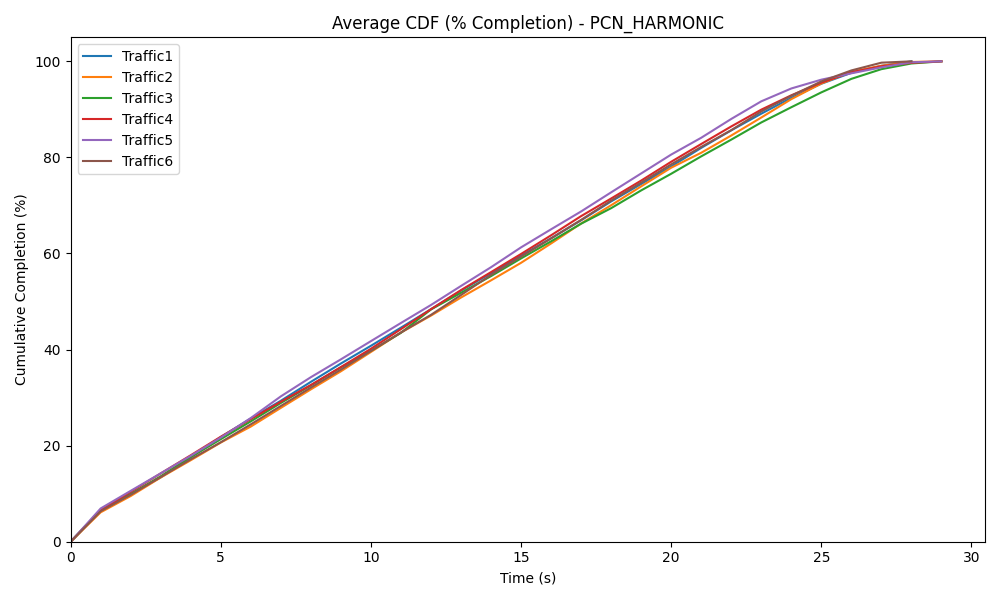 Average CDF (% Completion) - PCN_HARMONIC
Traffic1
Traffic2
Traffic3
Traffic4
Traffic5
Traffic6
Cumulative Completion (%)
100
80
60
40
20
0
0 5 10 15 20 25 30
Time (s)